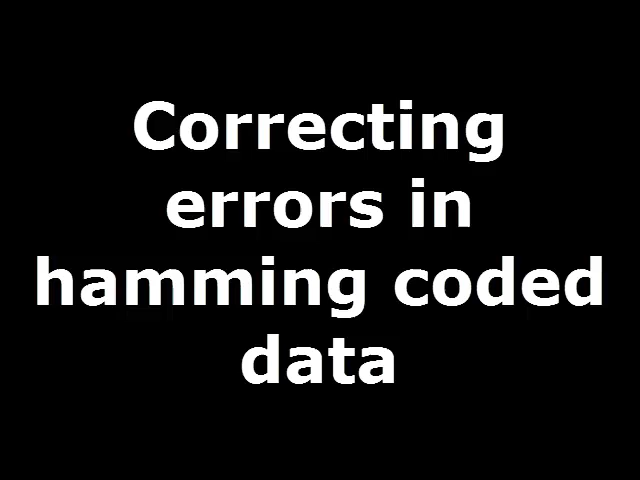 Correcting
errors in
hamming coded
data